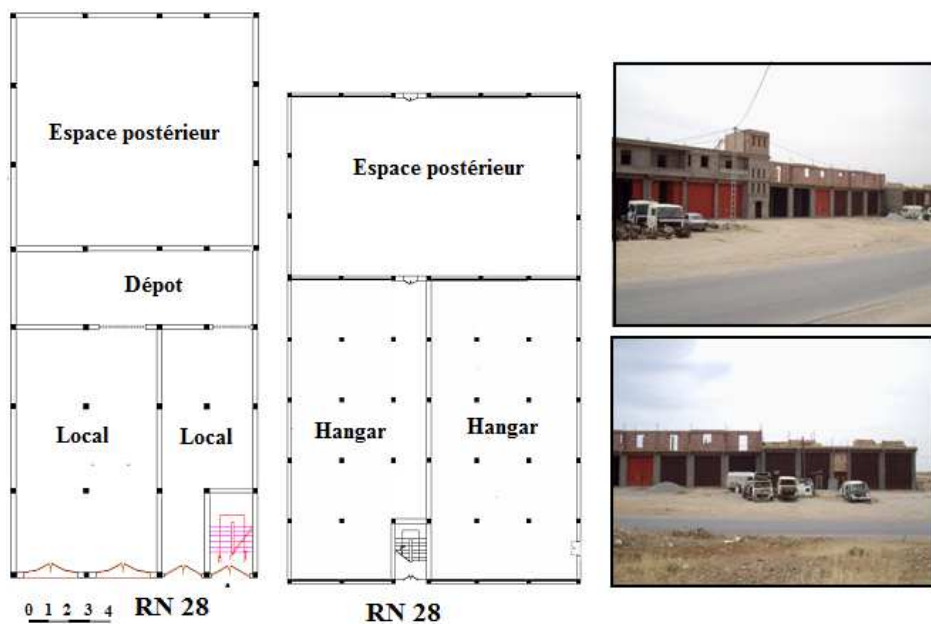 Espace postérieur
Dépot
Local
Local
0 1 2 3 4
RN 28
Espace postérieur
Hangar
Hangar
RN 28